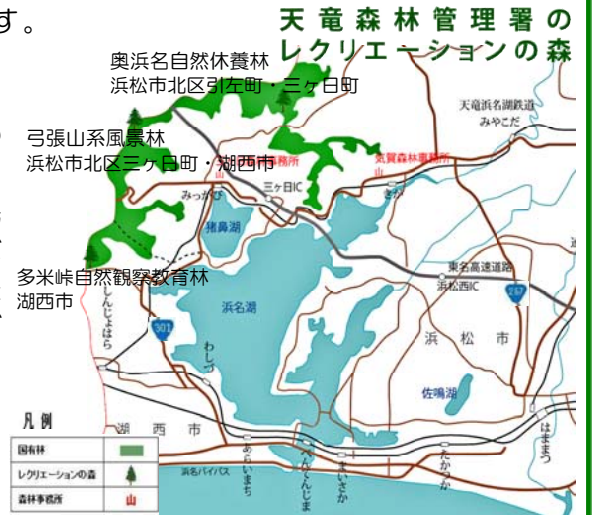 す。
天竜森林管理署の
レクリエーションの森
奥浜名自然休養林
浜松市北区引左町・三ヶ日町
天竜浜名湖鉄道
みやこだ
弓張山系風景林
浜松市北区三ヶ日町・湖西市
事務所
気賀森林事務所
山
山
みっかび
三ヶ日IC
きが
猪鼻湖
東名高速道路
浜松西IC
多米峠自然観察教育林
湖西市
しんじょはら
301
浜名湖
257
わしづ
浜松市
佐鳴湖
凡例
国有林
レクリエーションの森
森林事務所
山
湖西市
あらいまち
べんてんじま
まいさか
たかつか
はままつ
浜名バイパス